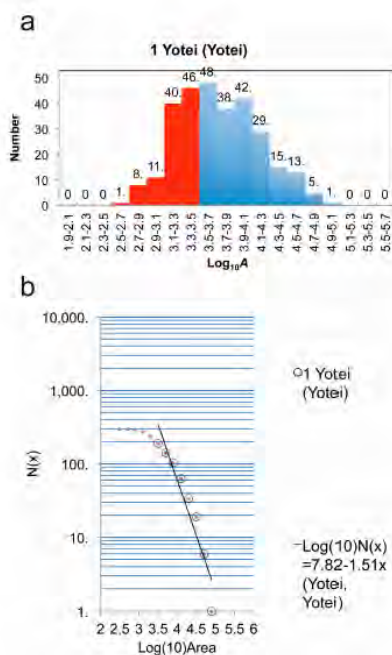 a
1 Yotei (Yotei)
Number
50
40
30
20
10
0
0 0 0 1. 8. 11. 40. 46. 48. 38. 42. 29. 15. 13. 5. 1. 0 0 0
1.9-2.1
2.1-2.3
2.3-2.5
2.5-2.7
2.7-2.9
2.9-3.1
3.1-3.3
3.3.3.5
3.5-3.7
3.7-3.9
3.9-4.1
4.1-4.3
4.3-4.5
4.5-4.7
4.7-4.9
4.9-5.1
5.1-5.3
5.3-5.5
5.5-5.7
Log10A
b
N(x)
10,000.
1,000.
100.
10.
1.
2 2.5 3 3.5 4 4.5 5 5.5 6
Log(10)Area
1 Yotei
(Yotei)
Log(10)N(x)
=7.82-1.51x
(Yotei,
Yotei)